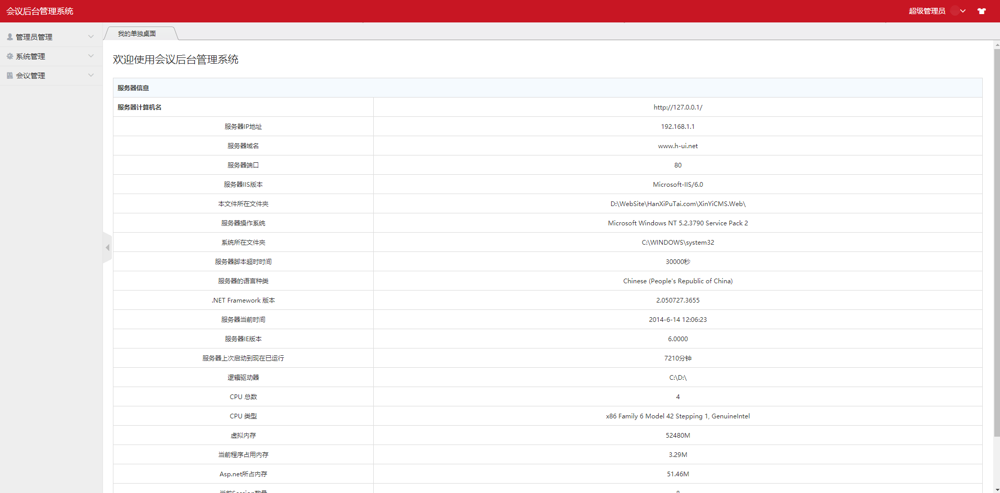 会议后台管理系统
超级管理员
管理员管理
系统管理
会议管理
我的单独桌面
欢迎使用会议后台管理系统
服务器信息
服务器计算机名 http://127.0.0.1/
服务器IP地址 192.168.1.1
服务器域名 www.h-ui.net
服务器端口 80
服务器IIS版本 Microsoft-IIS/6.0
本文件所在文件夹 D:\WebSite\HanXiPuTai.com\XinYiCMS.Web\
服务器操作系统 Microsoft Windows NT 5.2.3790 Service Pack 2
系统所在文件夹 C:\WINDOWS\system32
服务器脚本超时时间 30000秒
服务器的语言种类 Chinese (People's Republic of China)
.NET Framework 版本 2.050727.3655
服务器当前时间 2014-6-14 12:06:23
服务器IE版本 6.0000
服务器上次启动到现在已运行 7210分钟
逻辑驱动器 C:\D:\
CPU 总数 4
CPU 类型 x86 Family 6 Model 42 Stepping 1, GenuineIntel
虚拟内存 52480M
当前程序占用内存 3.29M
Asp.net所占内存 51.46M
当前Session数量 8